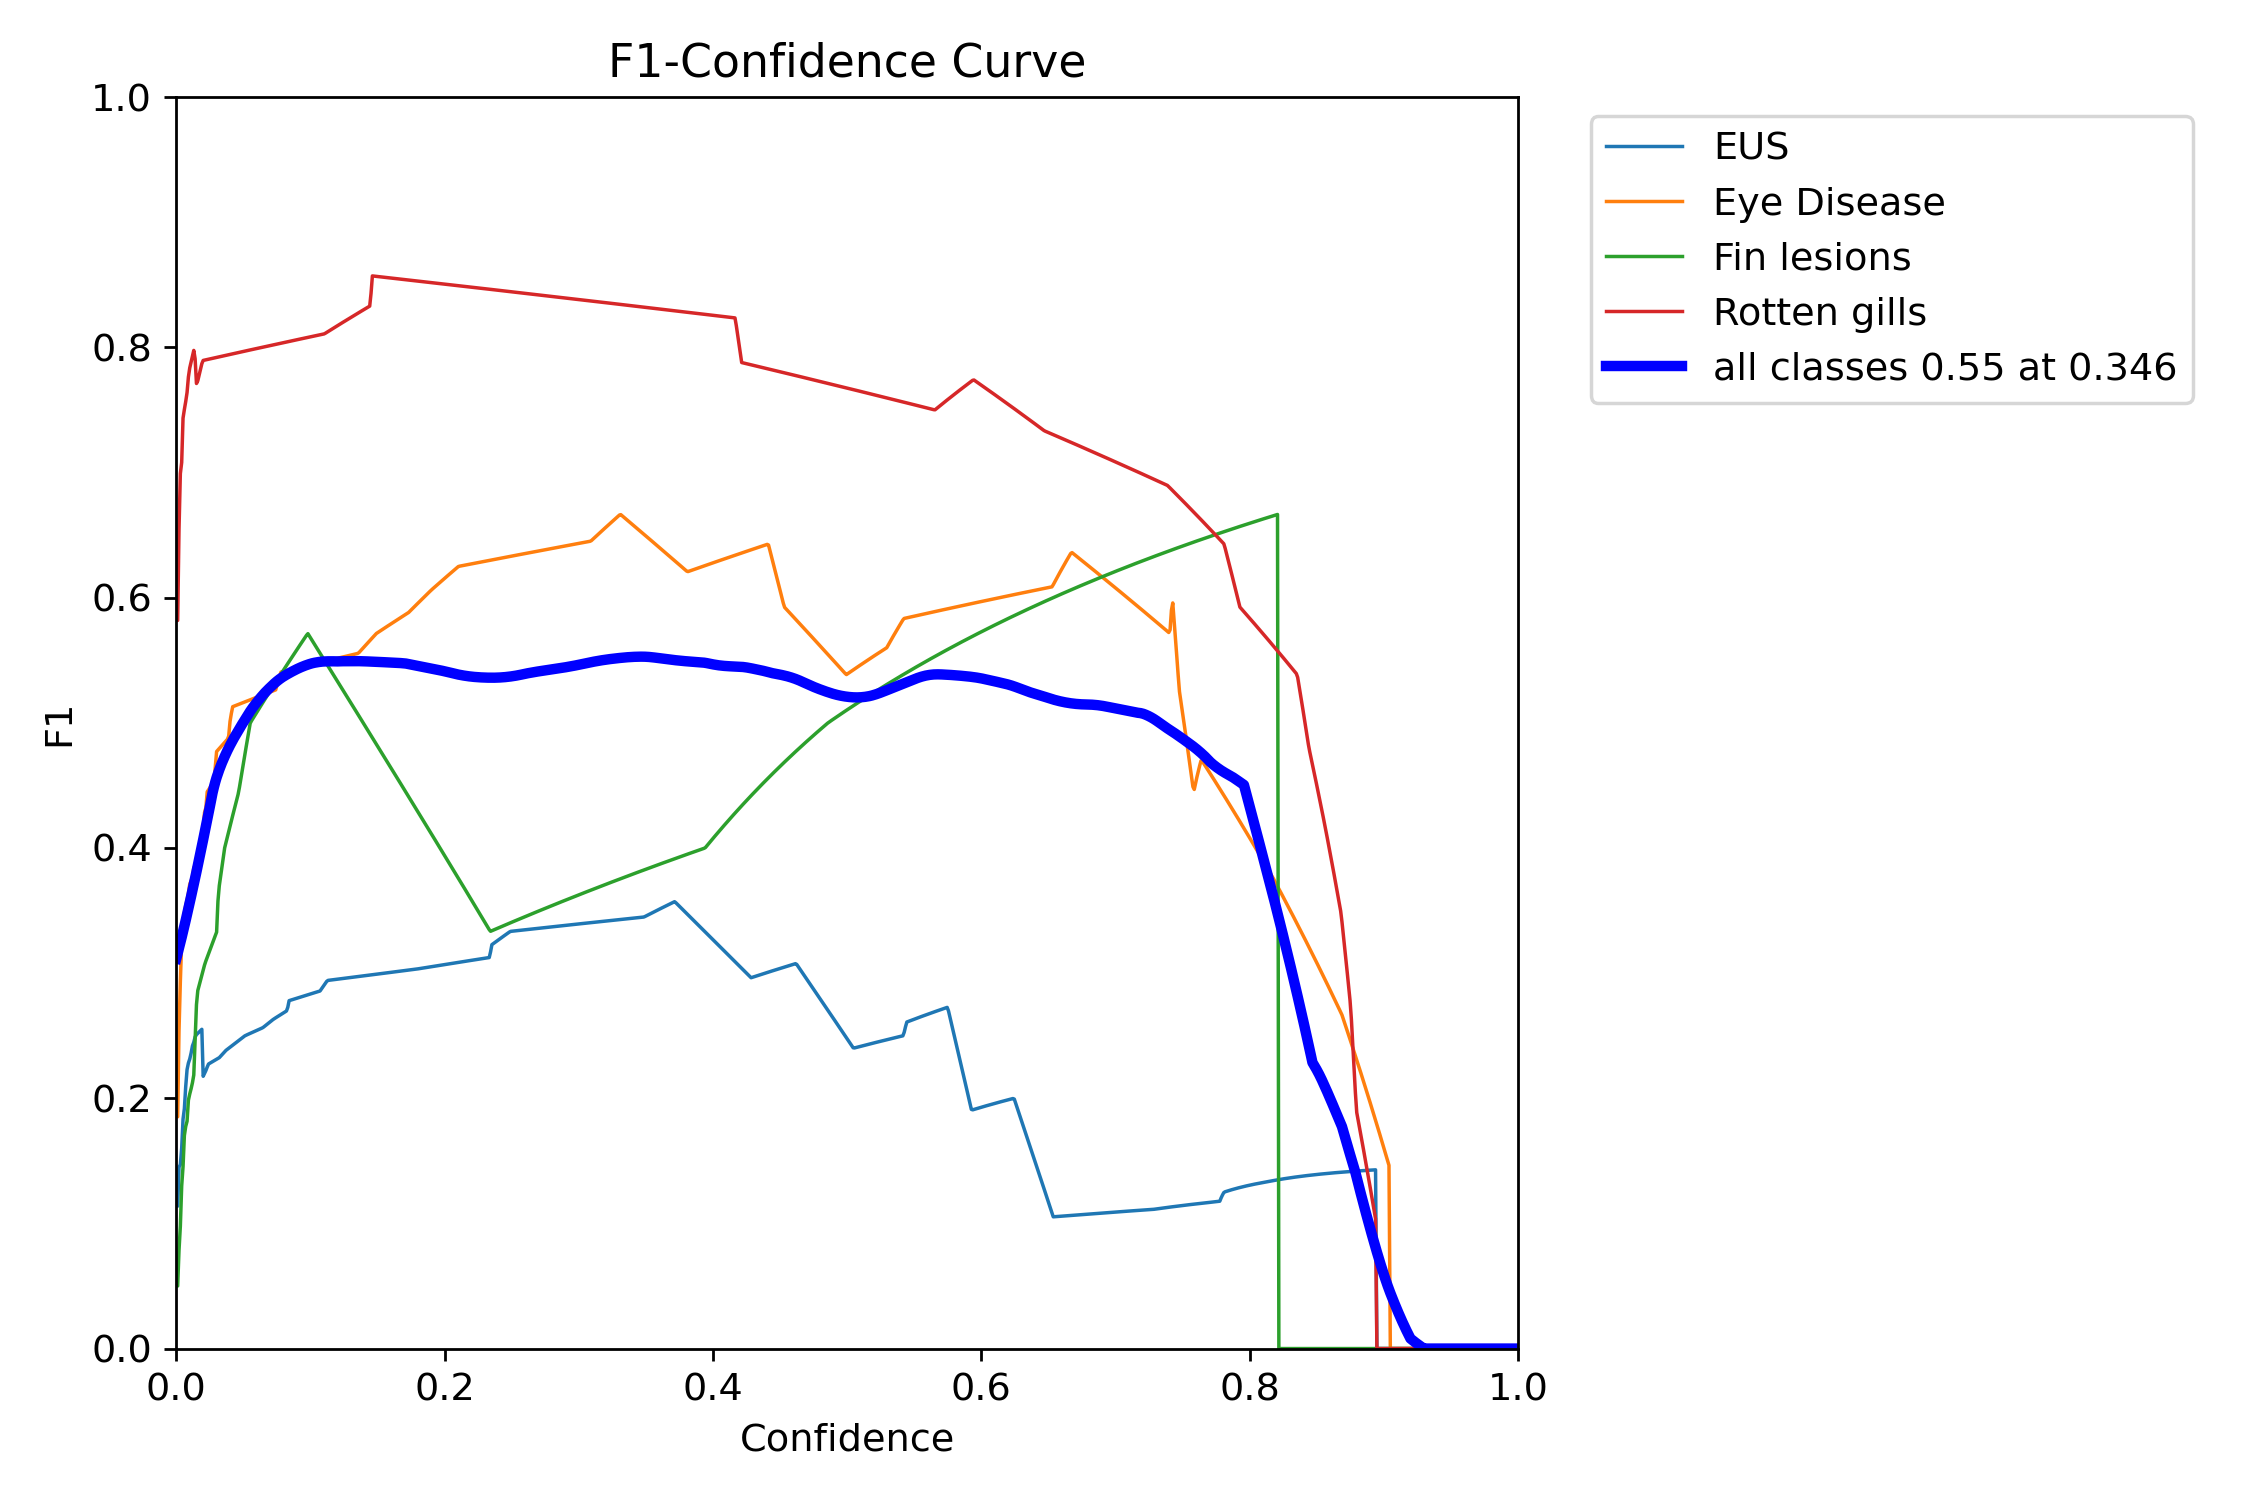 F1-Confidence Curve
1.0
0.8
0.6
0.4
0.2
0.0
F1
0.0 0.2 0.4 0.6 0.8 1.0
Confidence
EUS
Eye Disease
Fin lesions
Rotten gills
all classes 0.55 at 0.346